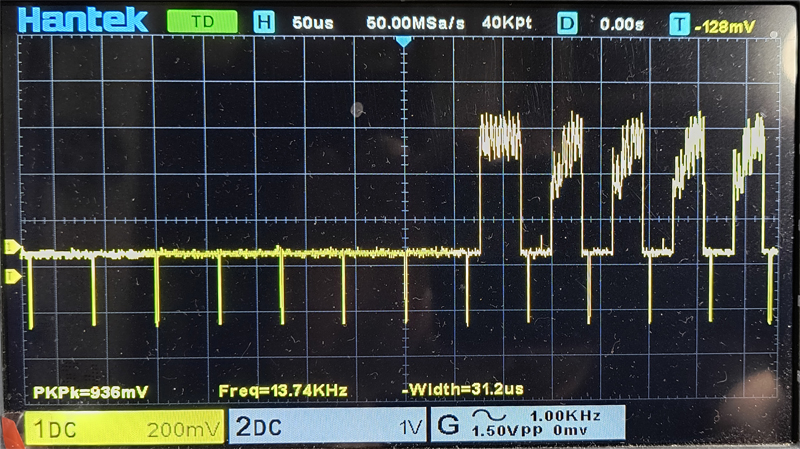 Hantek TD H 50us 50.00MSa/s 40Kpt D 0.00s T -128mV
1
T
PKPk=936mV Freq=13.74KHz -Width=31.2us
1DC 200mV 2DC 1V G 1.00KHz
1.50Vpp 0mv